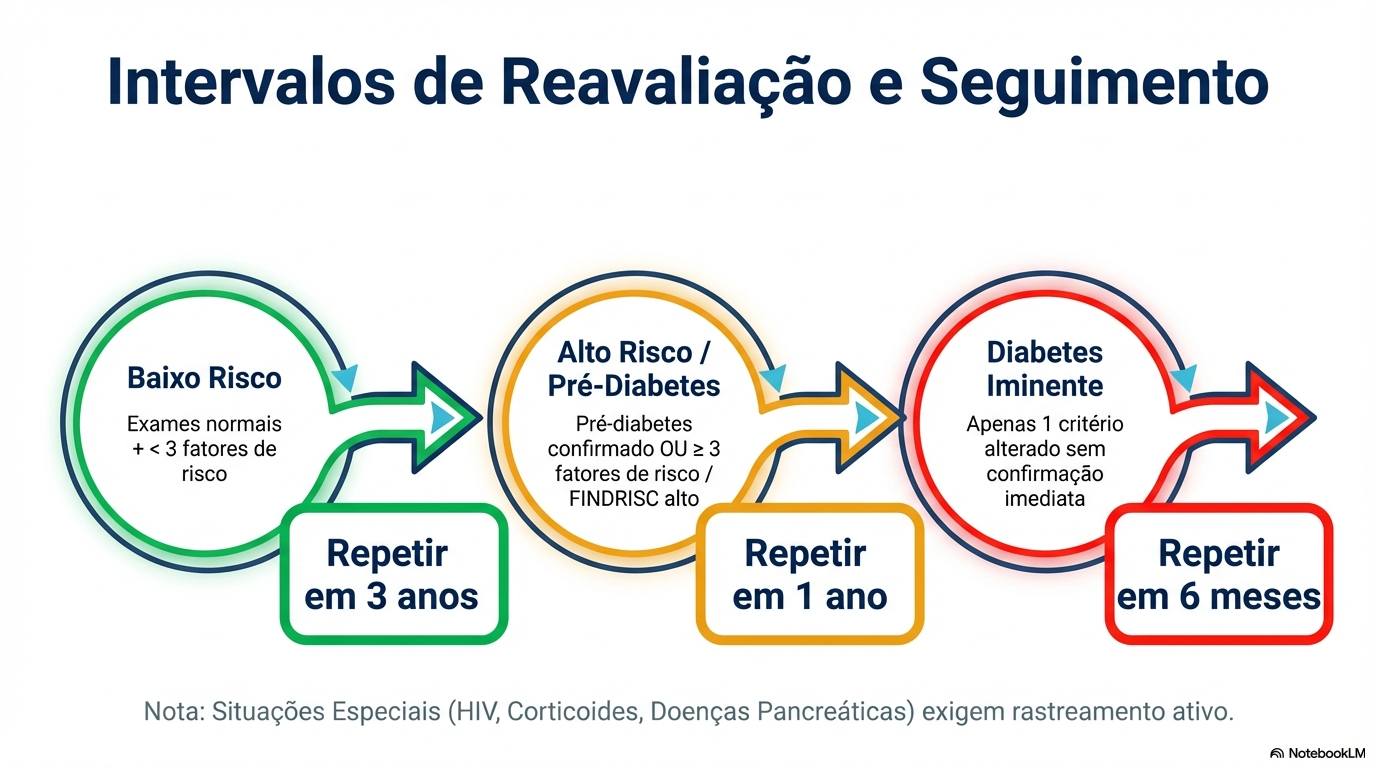 Intervalos de Reavaliação e Seguimento
Baixo Risco
Exames normais
+ < 3 fatores de
risco
Repetir
em 3 anos
Alto Risco /
Pré-Diabetes
Pré-diabetes
confirmado OU ≥ 3
fatores de risco /
FINDRISC alto
Repetir
em 1 ano
Diabetes
Iminente
Apenas 1 critério
alterado sem
confirmação
imediata
Repetir
em 6 meses
Nota: Situações Especiais (HIV, Corticoides, Doenças Pancreáticas) exigem rastreamento ativo.
NotebookLM